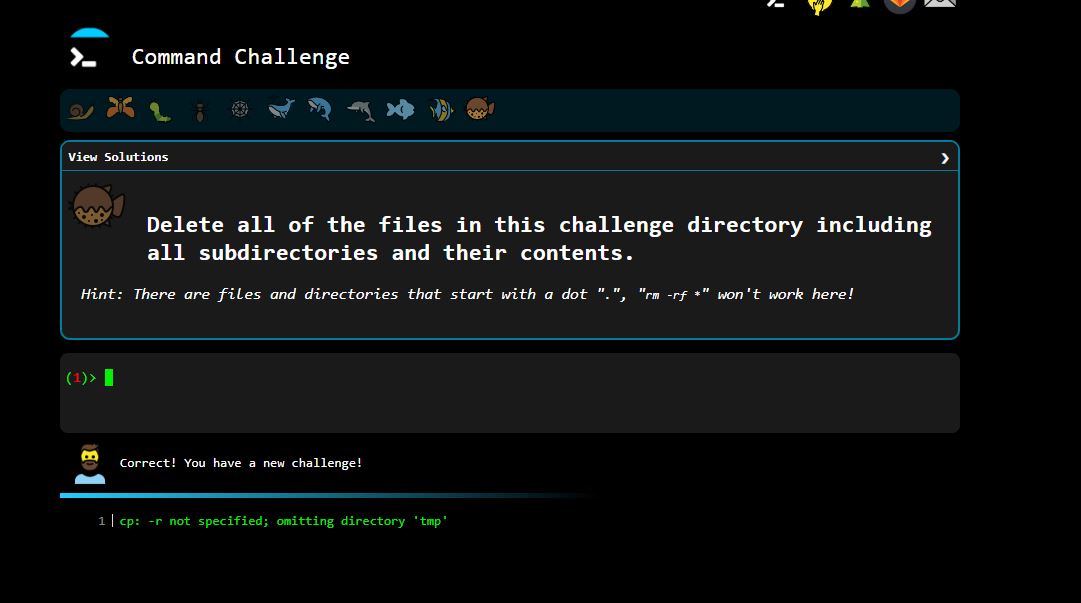 Command Challenge
View Solutions
Delete all of the files in this challenge directory including
all subdirectories and their contents.
Hint: There are files and directories that start with a dot ".", "rm -rf *" won't work here!
(1)>
Correct! You have a new challenge!
1 cp: -r not specified; omitting directory 'tmp'